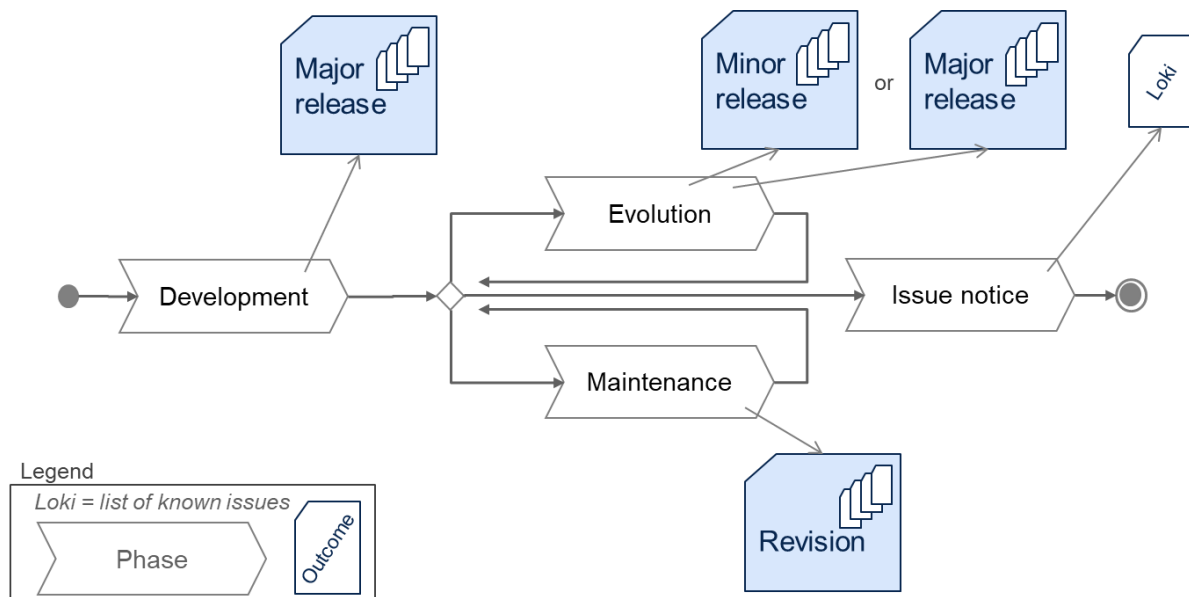 Major
release
Minor
release
or
Major
release
Loki
Evolution
Development
Issue notice
Maintenance
Revision
Legend
Loki = list of known issues
Phase
Outcome